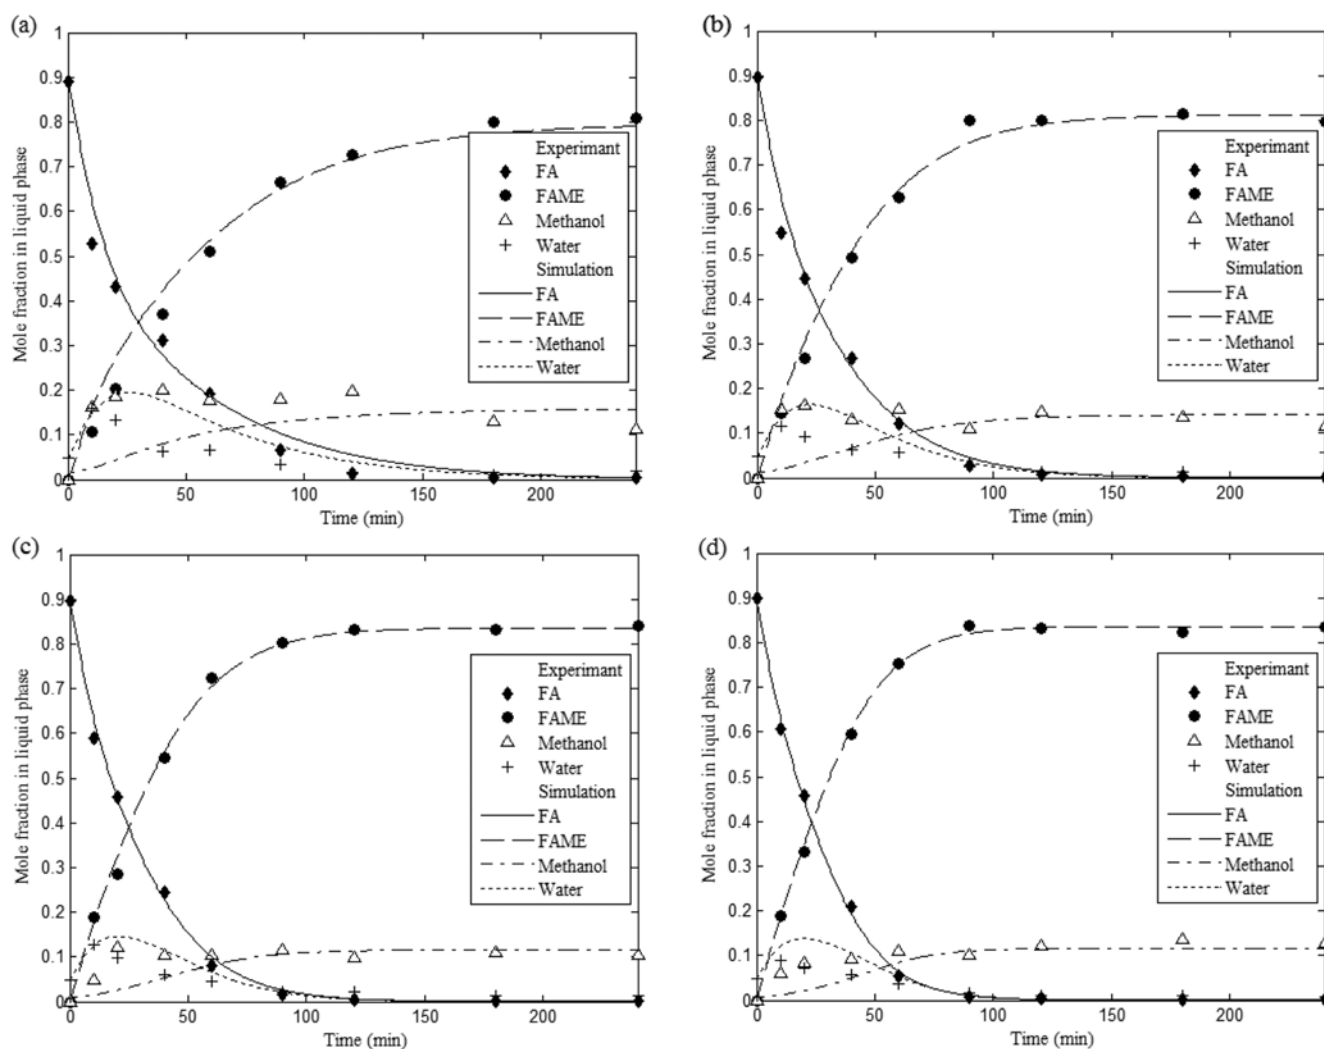 (a)
1
0.9
0.8
0.7
0.6
0.5
0.4
0.3
0.2
0.1
0
Mole fraction in liquid phase
Experimant
FA
FAME
Methanol
Water
Simulation
FA
FAME
Methanol
Water
0 50 100 150 200
Time (min)
(b)
1
0.9
0.8
0.7
0.6
0.5
0.4
0.3
0.2
0.1
0
Mole fraction in liquid phase
Experimant
FA
FAME
Methanol
Water
Simulation
FA
FAME
Methanol
Water
0 50 100 150 200
Time (min)
(c)
1
0.9
0.8
0.7
0.6
0.5
0.4
0.3
0.2
0.1
0
Mole fraction in liquid phase
Experimant
FA
FAME
Methanol
Water
Simulation
FA
FAME
Methanol
Water
0 50 100 150 200
Time (min)
(d)
1
0.9
0.8
0.7
0.6
0.5
0.4
0.3
0.2
0.1
0
Mole fraction in liquid phase
Experimant
FA
FAME
Methanol
Water
Simulation
FA
FAME
Methanol
Water
0 50 100 150 200
Time (min)